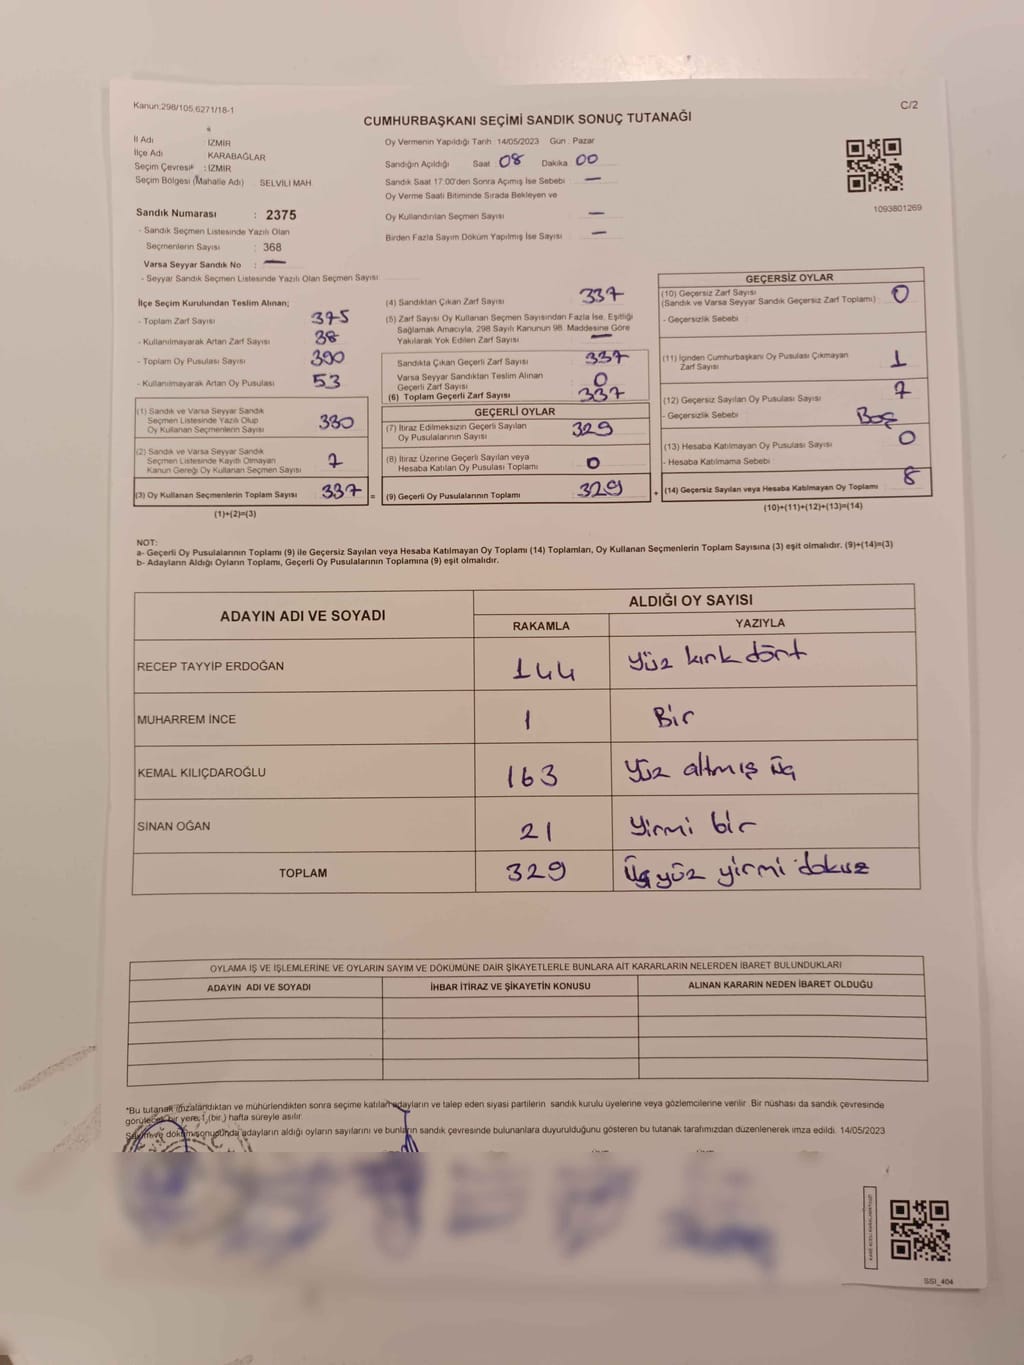 Kanun:298/105,6271/18-1
C/2
CUMHURBAŞKANI SEÇİMİ SANDIK SONUÇ TUTANAĞI
İl Adı : İZMİR
İlçe Adı : KARABAĞLAR
Seçim Çevresi : İZMİR
Seçim Bölgesi (Mahalle Adı) : SELVİLİ MAH.
Sandık Numarası : 2375
- Sandık Seçmen Listesinde Yazılı Olan
Seçmenlerin Sayısı : 368
Varsa Seyyar Sandık No : —
- Seyyar Sandık Seçmen Listesinde Yazılı Olan Seçmen Sayısı
Oy Vermenin Yapıldığı Tarih : 14/05/2023 Gün : Pazar
Sandığın Açıldığı Saat : 08 Dakika : 00
Sandık Saat 17:00'den Sonra Açımış İse Sebebi : —
Oy Verme Saati Bitiminde Sırada Bekleyen ve
Oy Kullandırılan Seçmen Sayısı —
Birden Fazla Sayım Döküm Yapılmış İse Sayısı —
1093801269
İlçe Seçim Kurulundan Teslim Alınan;
- Toplam Zarf Sayısı 375
- Kullanılmayarak Artan Zarf Sayısı 38
- Toplam Oy Pusulası Sayısı 390
- Kullanılmayarak Artan Oy Pusulası 53
(1) Sandık ve Varsa Seyyar Sandık
Seçmen Listesinde Yazılı Olup
Oy Kullanan Seçmenlerin Sayısı 330
(2) Sandık ve Varsa Seyyar Sandık
Seçmen Listesinde Kayıtlı Olmayan
Kanun Gereği Oy Kullanan Seçmen Sayısı 7
(3) Oy Kullanan Seçmenlerin Toplam Sayısı 337 =
(1)+(2)=(3)
(4) Sandıktan Çıkan Zarf Sayısı 337
(5) Zarf Sayısı Oy Kullanan Seçmen Sayısından Fazla İse, Eşitliği
Sağlamak Amacıyla, 298 Sayılı Kanunun 98. Maddesine Göre
Yakılarak Yok Edilen Zarf Sayısı —
Sandıkta Çıkan Geçerli Zarf Sayısı 337
Varsa Seyyar Sandıktan Teslim Alınan
Geçerli Zarf Sayısı 0
(6) Toplam Geçerli Zarf Sayısı 337
GEÇERLİ OYLAR
(7) İtiraz Edilmeksizin Geçerli Sayılan
Oy Pusulalarının Sayısı 329
(8) İtiraz Üzerine Geçerli Sayılan veya
Hesaba Katılan Oy Pusulası Toplamı 0
(9) Geçerli Oy Pusulalarının Toplamı 329 +
GEÇERSİZ OYLAR
(10) Geçersiz Zarf Sayısı
(Sandık ve Varsa Seyyar Sandık Geçersiz Zarf Toplamı) : 0
- Geçersizlik Sebebi
(11) İçinden Cumhurbaşkanı Oy Pusulası Çıkmayan
Zarf Sayısı 1
(12) Geçersiz Sayılan Oy Pusulası Sayısı 7
- Geçersizlik Sebebi Boş
(13) Hesaba Katılmayan Oy Pusulası Sayısı 0
- Hesaba Katılmama Sebebi
(14) Geçersiz Sayılan veya Hesaba Katılmayan Oy Toplamı 8
(10)+(11)+(12)+(13)=(14)
NOT:
a- Geçerli Oy Pusulalarının Toplamı (9) ile Geçersiz Sayılan veya Hesaba Katılmayan Oy Toplamı (14) Toplamları, Oy Kullanan Seçmenlerin Toplam Sayısına (3) eşit olmalıdır. (9)+(14)=(3)
b- Adayların Aldığı Oyların Toplamı, Geçerli Oy Pusulalarının Toplamına (9) eşit olmalıdır.
ADAYIN ADI VE SOYADI
ALDIĞI OY SAYISI
RAKAMLA YAZIYLA
RECEP TAYYİP ERDOĞAN 144 Yüz kırk dört
MUHARREM İNCE 1 Bir
KEMAL KILIÇDAROĞLU 163 Yüz altmış üç
SİNAN OĞAN 21 Yirmi bir
TOPLAM 329 üç yüz yirmi dokuz
OYLAMA İŞ VE İŞLEMLERİNE VE OYLARIN SAYIM VE DÖKÜMÜNE DAİR ŞİKAYETLERLE BUNLARA AİT KARARLARIN NELERDEN İBARET BULUNDUKLARI
ADAYIN ADI VE SOYADI İHBAR İTİRAZ VE ŞİKAYETİN KONUSU ALINAN KARARIN NEDEN İBARET OLDUĞU
*Bu tutanak imzalandıktan ve mühürlendikten sonra seçime katılan adayların ve talep eden siyasi partilerin sandık kurulu üyelerine veya gözlemcilerine verilir. Bir nüshası da sandık çevresinde
görülecek bir yere 1 (bir) hafta süreyle asılır.
Sayım ve döküm sonucunda adayların aldığı oyların sayılarını ve bunların sandık çevresinde bulunanlara duyurulduğunu gösteren bu tutanak tarafımızdan düzenlenerek imza edildi. 14/05/2023
SSI_404